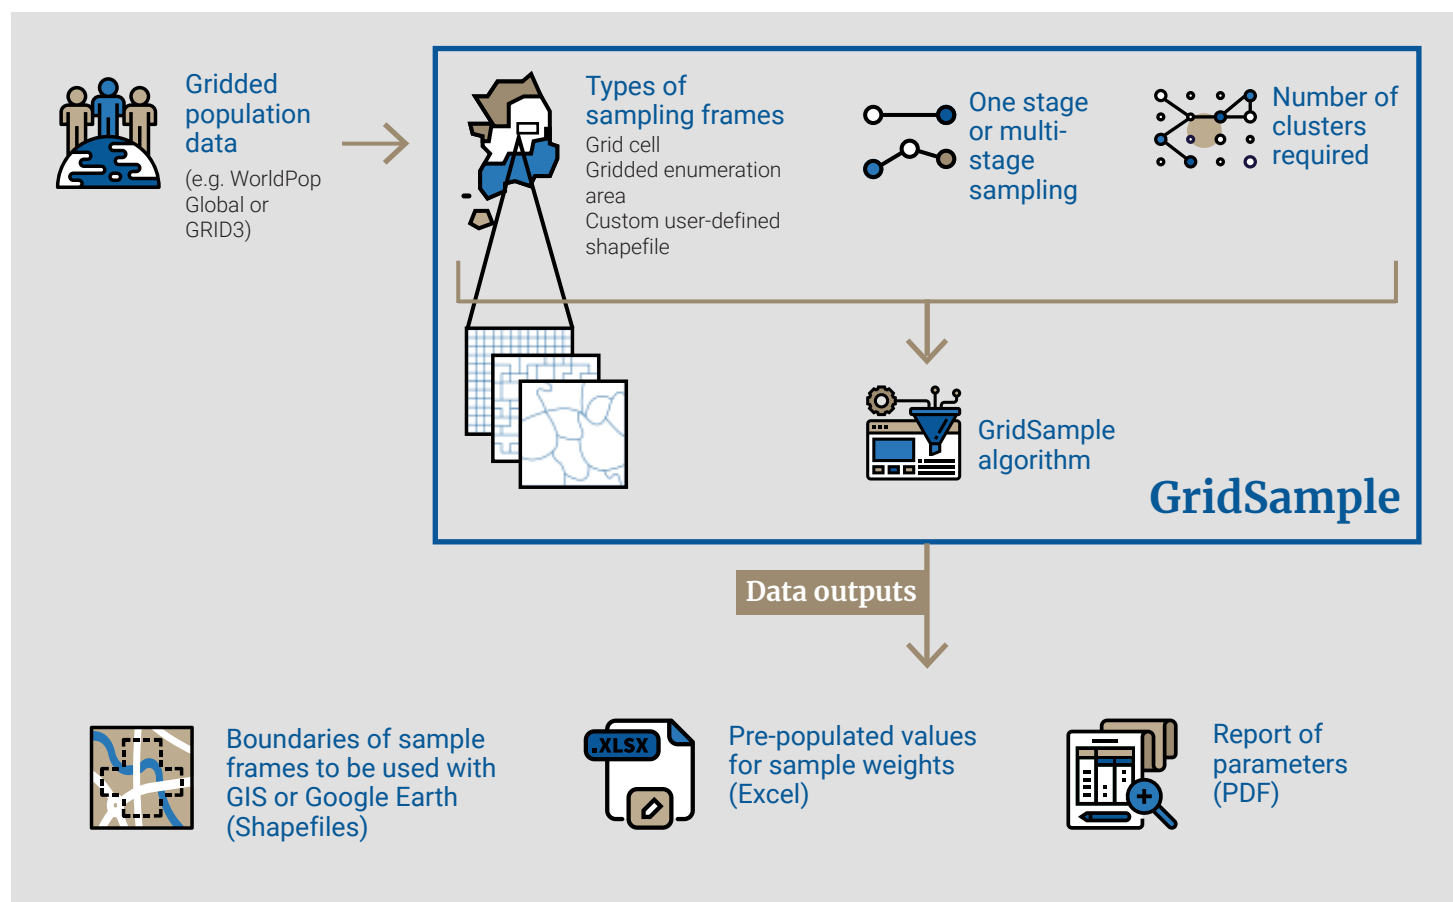 Gridded
population
data
(e.g. WorldPop
Global or
GRID3)
Types of
sampling frames
Grid cell
Gridded enumeration
area
Custom user-defined
shapefile
One stage
or multi-
stage
sampling
Number of
clusters
required
GridSample
algorithm
GridSample
Data outputs
Boundaries of sample
frames to be used with
GIS or Google Earth
(Shapefiles)
.XLSX
Pre-populated values
for sample weights
(Excel)
Report of
parameters
(PDF)